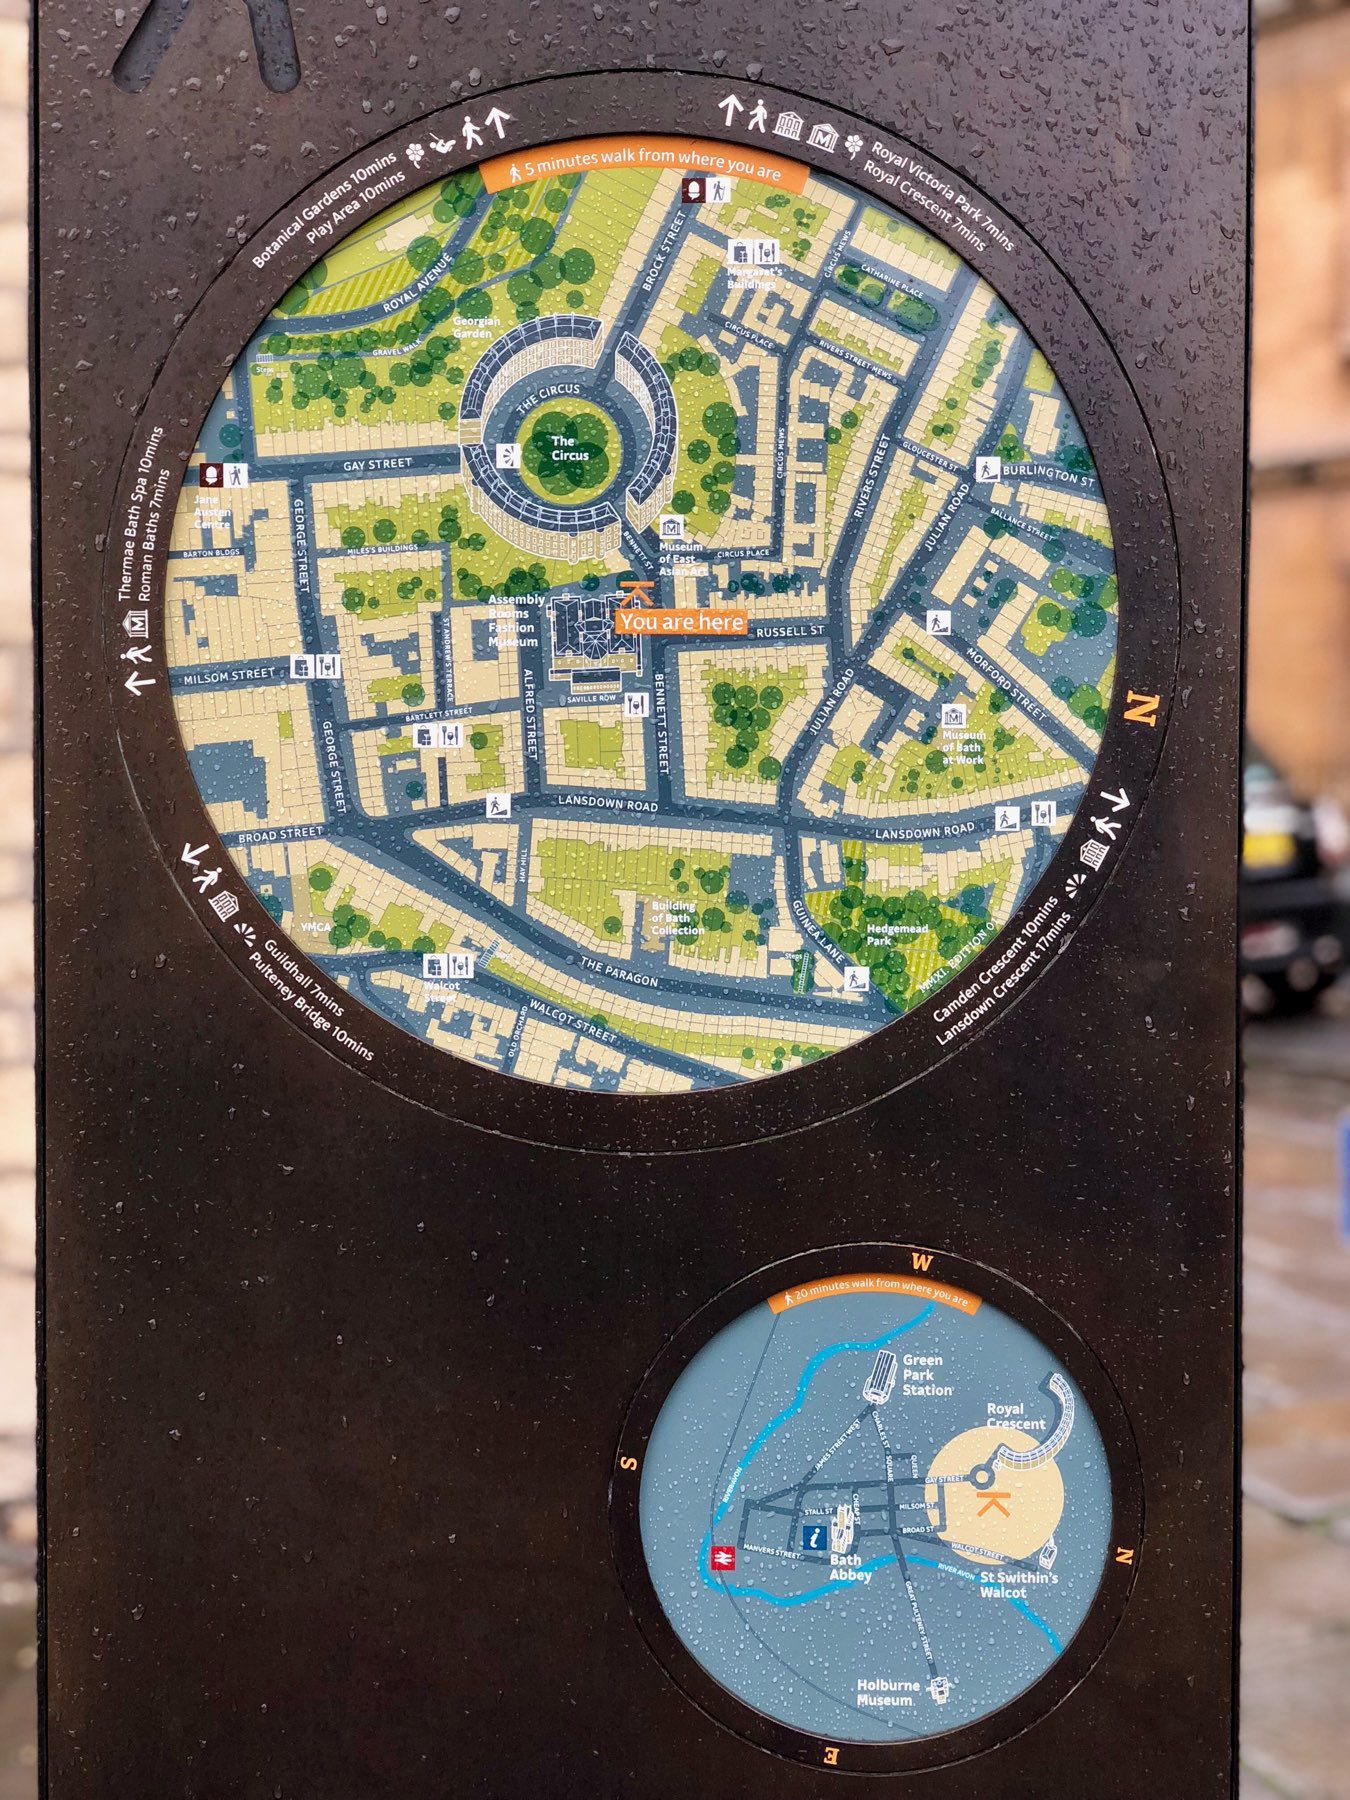 Botanical Gardens 10mins
Play Area 10mins
Royal Victoria Park 7mins
Royal Crescent 7mins
5 minutes walk from where you are
BROCK STREET
Margaret's
Buildings
CIRCUS MEWS
CATHARINE PLACE
ROYAL AVENUE
Georgian
Garden
GRAVEL WALK
Steps
CIRCUS PLACE
RIVERS STREET MEWS
THE CIRCUS
The
Circus
GAY STREET
CIRCUS MEWS
RIVERS STREET
GLOUCESTER ST
BURLINGTON ST
Jane
Austen
Centre
GEORGE STREET
JULIAN ROAD
BALLANCE STREET
Thermae Bath Spa 10mins
Roman Baths 7mins
BARTON BLDGS
MILES'S BUILDINGS
BENNETT ST
Museum
of East
Asian Art
CIRCUS PLACE
Assembly
Rooms
Fashion
Museum
You are here
RUSSELL ST
ST ANDREW'S TERRACE
MORFORD STREET
MILSOM STREET
ALFRED STREET
SAVILLE ROW
BENNETT STREET
JULIAN ROAD
N
BARTLETT STREET
Museum
of Bath
at Work
GEORGE STREET
LANSDOWN ROAD
BROAD STREET
LANSDOWN ROAD
HAY HILL
Building
of Bath
Collection
GUINEA LANE
Hedgemead
Park
YMCA
Steps
Walcot
Street
THE PARAGON
WALCOT STREET
OLD ORCHARD
Guildhall 7mins
Pulteney Bridge 10mins
Camden Crescent 10mins
Lansdown Crescent 17mins
W
20 minutes walk from where you are
Green
Park
Station
Royal
Crescent
JAMES STREET WEST
CHARLES ST
QUEEN
SQUARE
GAY STREET
S
RIVER AVON
STALL ST
CHEAP ST
MILSOM ST
BROAD ST
MANVERS STREET
Bath
Abbey
WALCOT STREET
RIVER AVON
St Swithin's
Walcot
N
GREAT PULTENEY STREET
Holburne
Museum
E